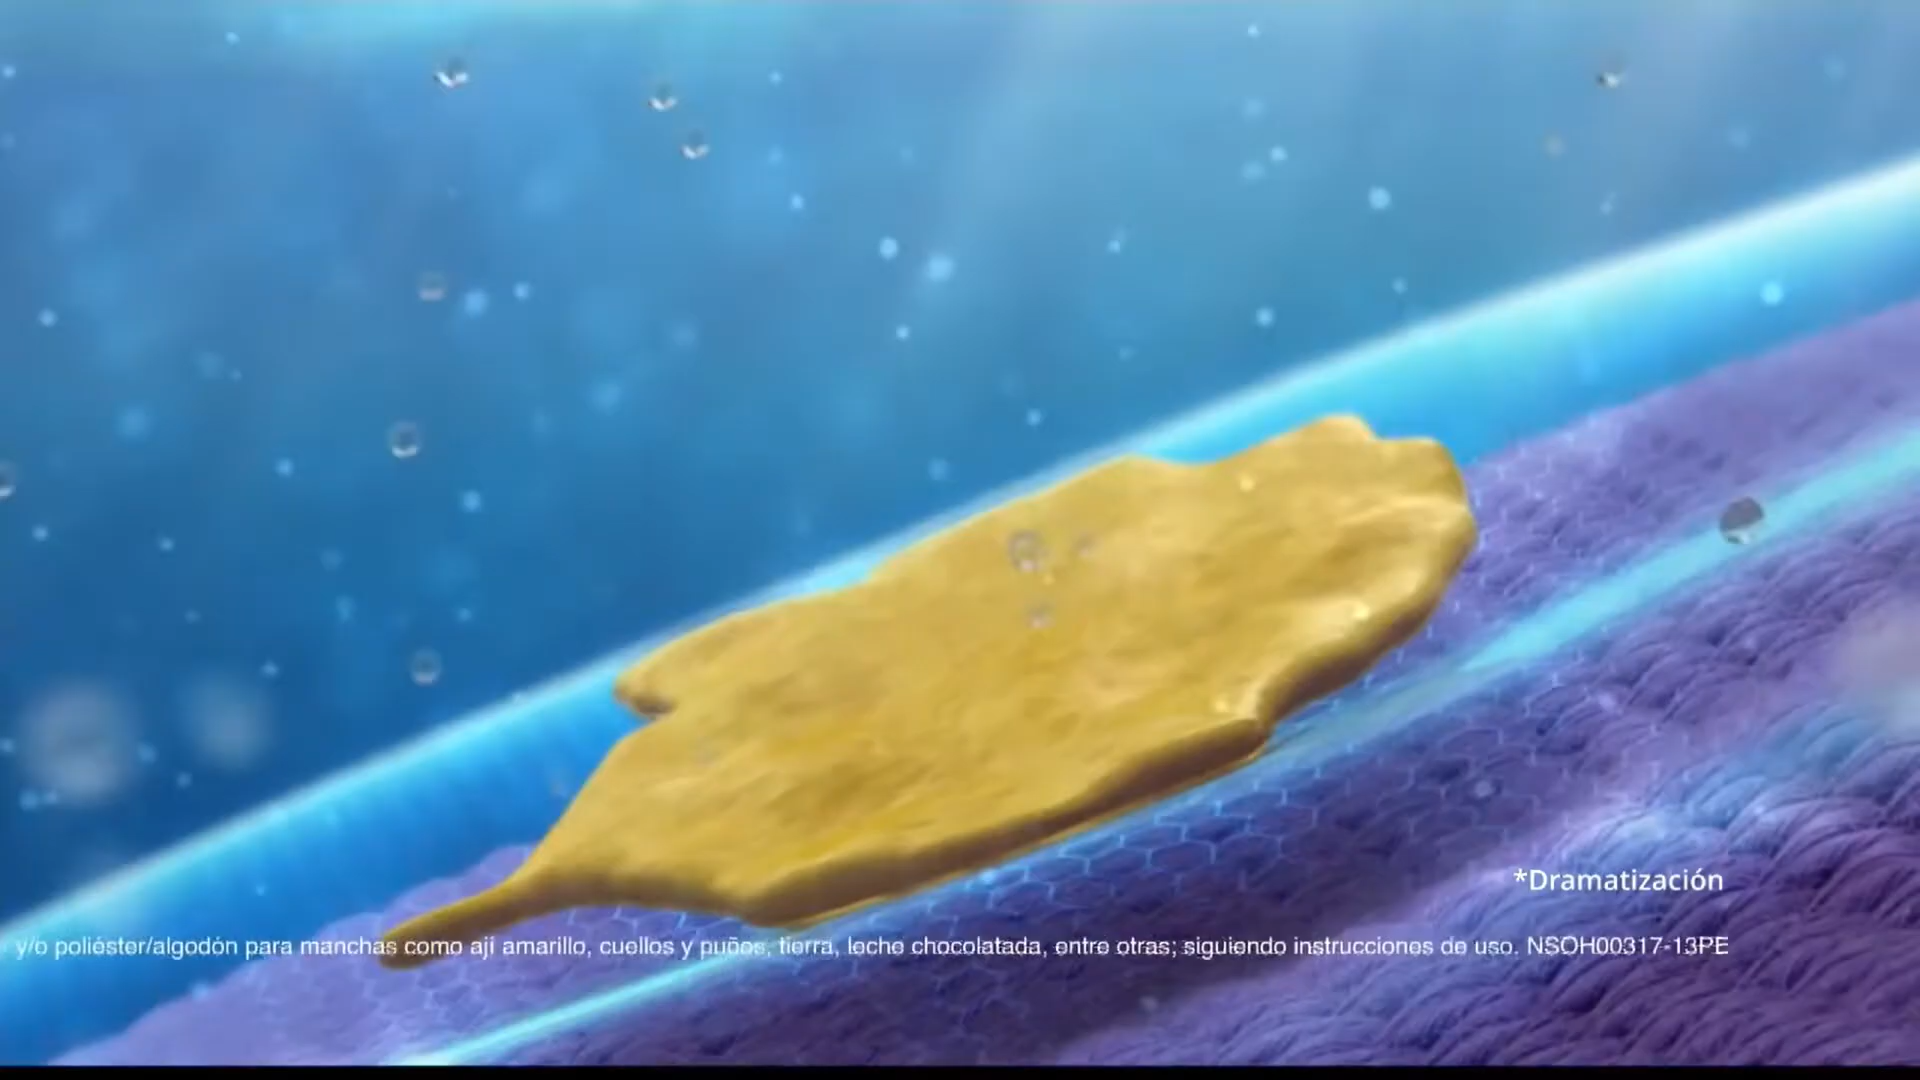 *Dramatización
y/o poliéster/algodón para manchas como ají amarillo, cuellos y puños, tierra, leche chocolatada, entre otras; siguiendo instrucciones de uso. NSOH00317-13PE